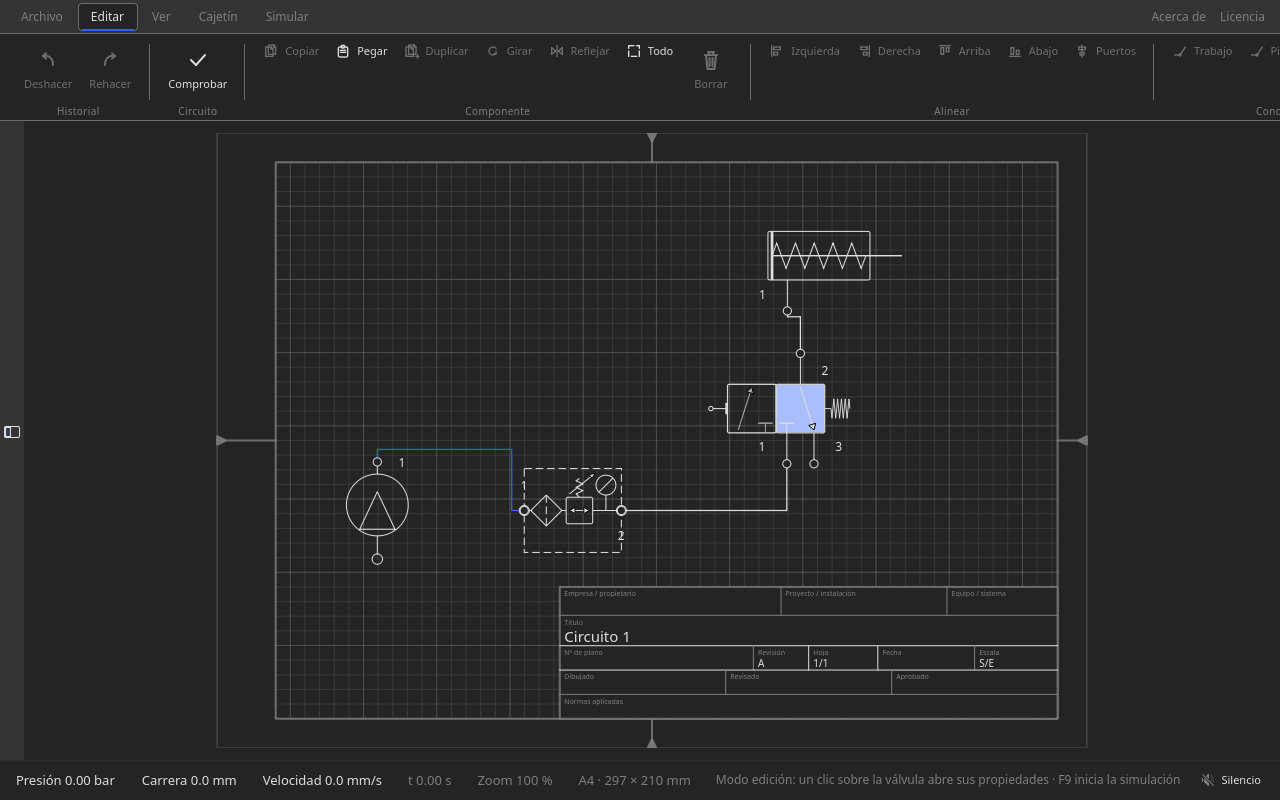 Archivo Editar Ver Cajetín Simular Acerca de Licencia
Copiar Pegar Duplicar Girar Reflejar Todo Izquierda Derecha Arriba Abajo Puertos Trabajo
Deshacer Rehacer Comprobar Borrar
Historial Circuito Componente Alinear
1
2
1 3
1
1
2
Empresa / propietario Proyecto / instalación Equipo / sistema
Título
Circuito 1
Nº de plano Revisión Hoja Fecha Escala
A 1/1 S/E
Dibujado Revisado Aprobado
Normas aplicadas
Presión 0.00 bar Carrera 0.0 mm Velocidad 0.0 mm/s t 0.00 s Zoom 100 % A4 · 297 × 210 mm Modo edición: un clic sobre la válvula abre sus propiedades · F9 inicia la simulación Silencio